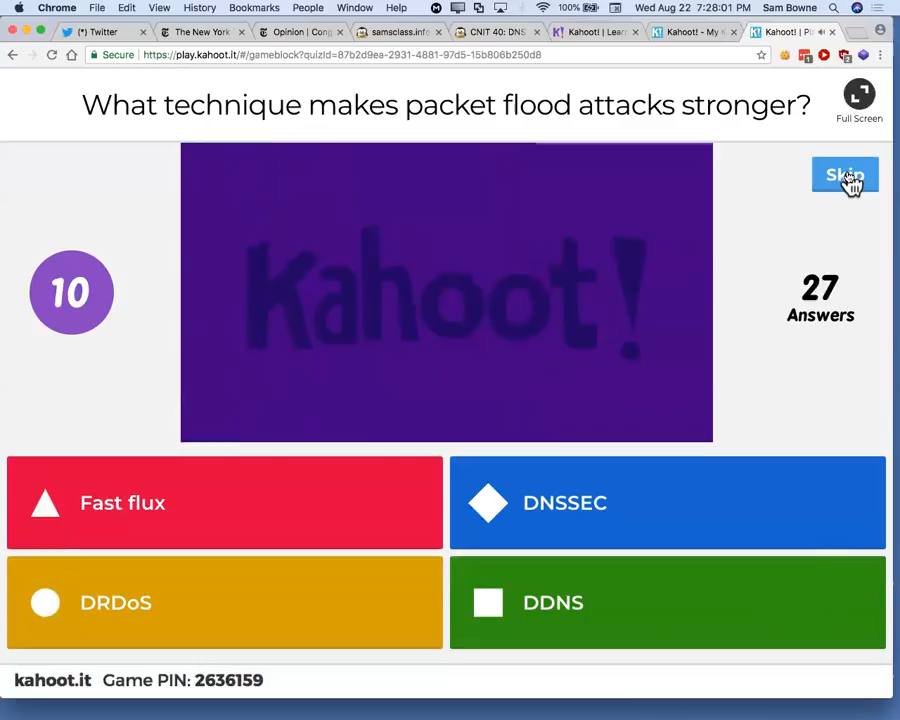 Chrome File Edit View History Bookmarks People Window Help 100% Wed Aug 22 7:28:01 PM Sam Bowne
(*) Twitter The New York Opinion | Cong samsclass.info CNIT 40: DNS Kahoot! | Learn Kahoot! - My K Kahoot! | Pl
Secure https://play.kahoot.it/#/gameblock?quizId=87b2d9ea-2931-4881-97d5-15b806b250d8
What technique makes packet flood attacks stronger?
Full Screen
Skip
Kahoot!
10
27
Answers
Fast flux
DNSSEC
DRDoS
DDNS
kahoot.it Game PIN: 2636159